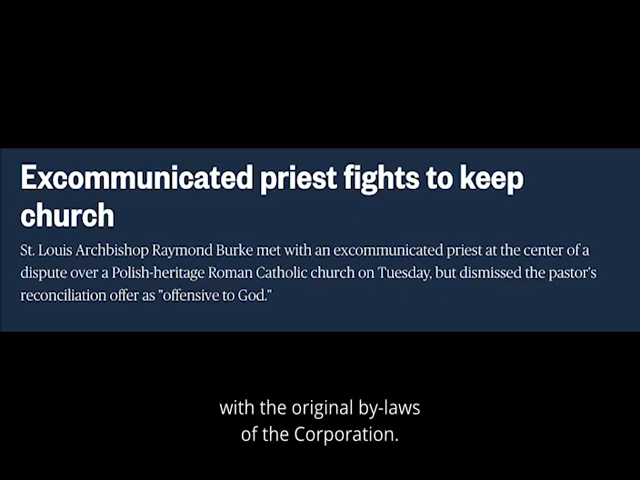 Excommunicated priest fights to keep
church
St. Louis Archbishop Raymond Burke met with an excommunicated priest at the center of a
dispute over a Polish-heritage Roman Catholic church on Tuesday, but dismissed the pastor's
reconciliation offer as "offensive to God."
with the original by-laws
of the Corporation.